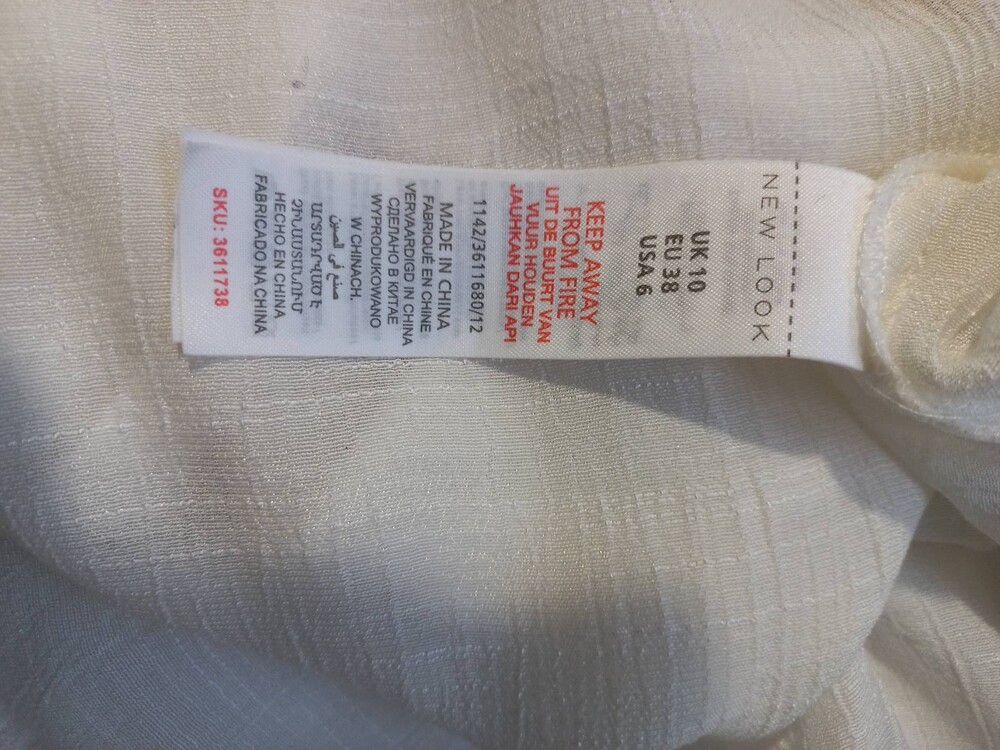 NEW LOOK
UK 10
EU 38
USA 6
KEEP AWAY
FROM FIRE
UIT DE BUURT VAN
VUUR HOUDEN
JAUHKAN DARI API
1142/3611680/12
MADE IN CHINA
FABRIQUÉ EN CHINE
VERVAARDIGD IN CHINA
СДЕЛАНО В КИТАЕ
WYPRODUKOWANO
W CHINACH.
صنع في الصين
ԱՐՏԱԴՐՎԱԾ Է
ՉԻՆԱՍՏԱՆՈՒՄ
HECHO EN CHINA
FABRICADO NA CHINA
SKU: 3611738